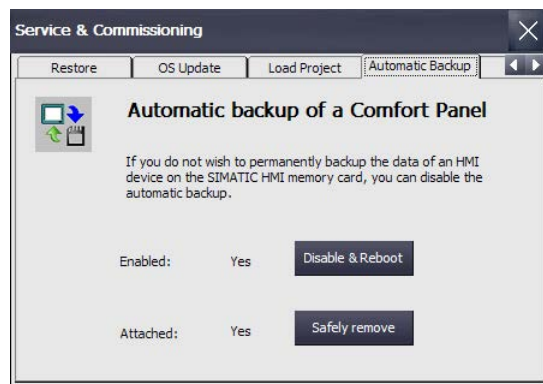 Service & Commissioning
Restore
OS Update
Load Project
Automatic Backup
Automatic backup of a Comfort Panel
If you do not wish to permanently backup the data of an HMI
device on the SIMATIC HMI memory card, you can disable the
automatic backup.
Enabled: Yes Disable & Reboot
Attached: Yes Safely remove